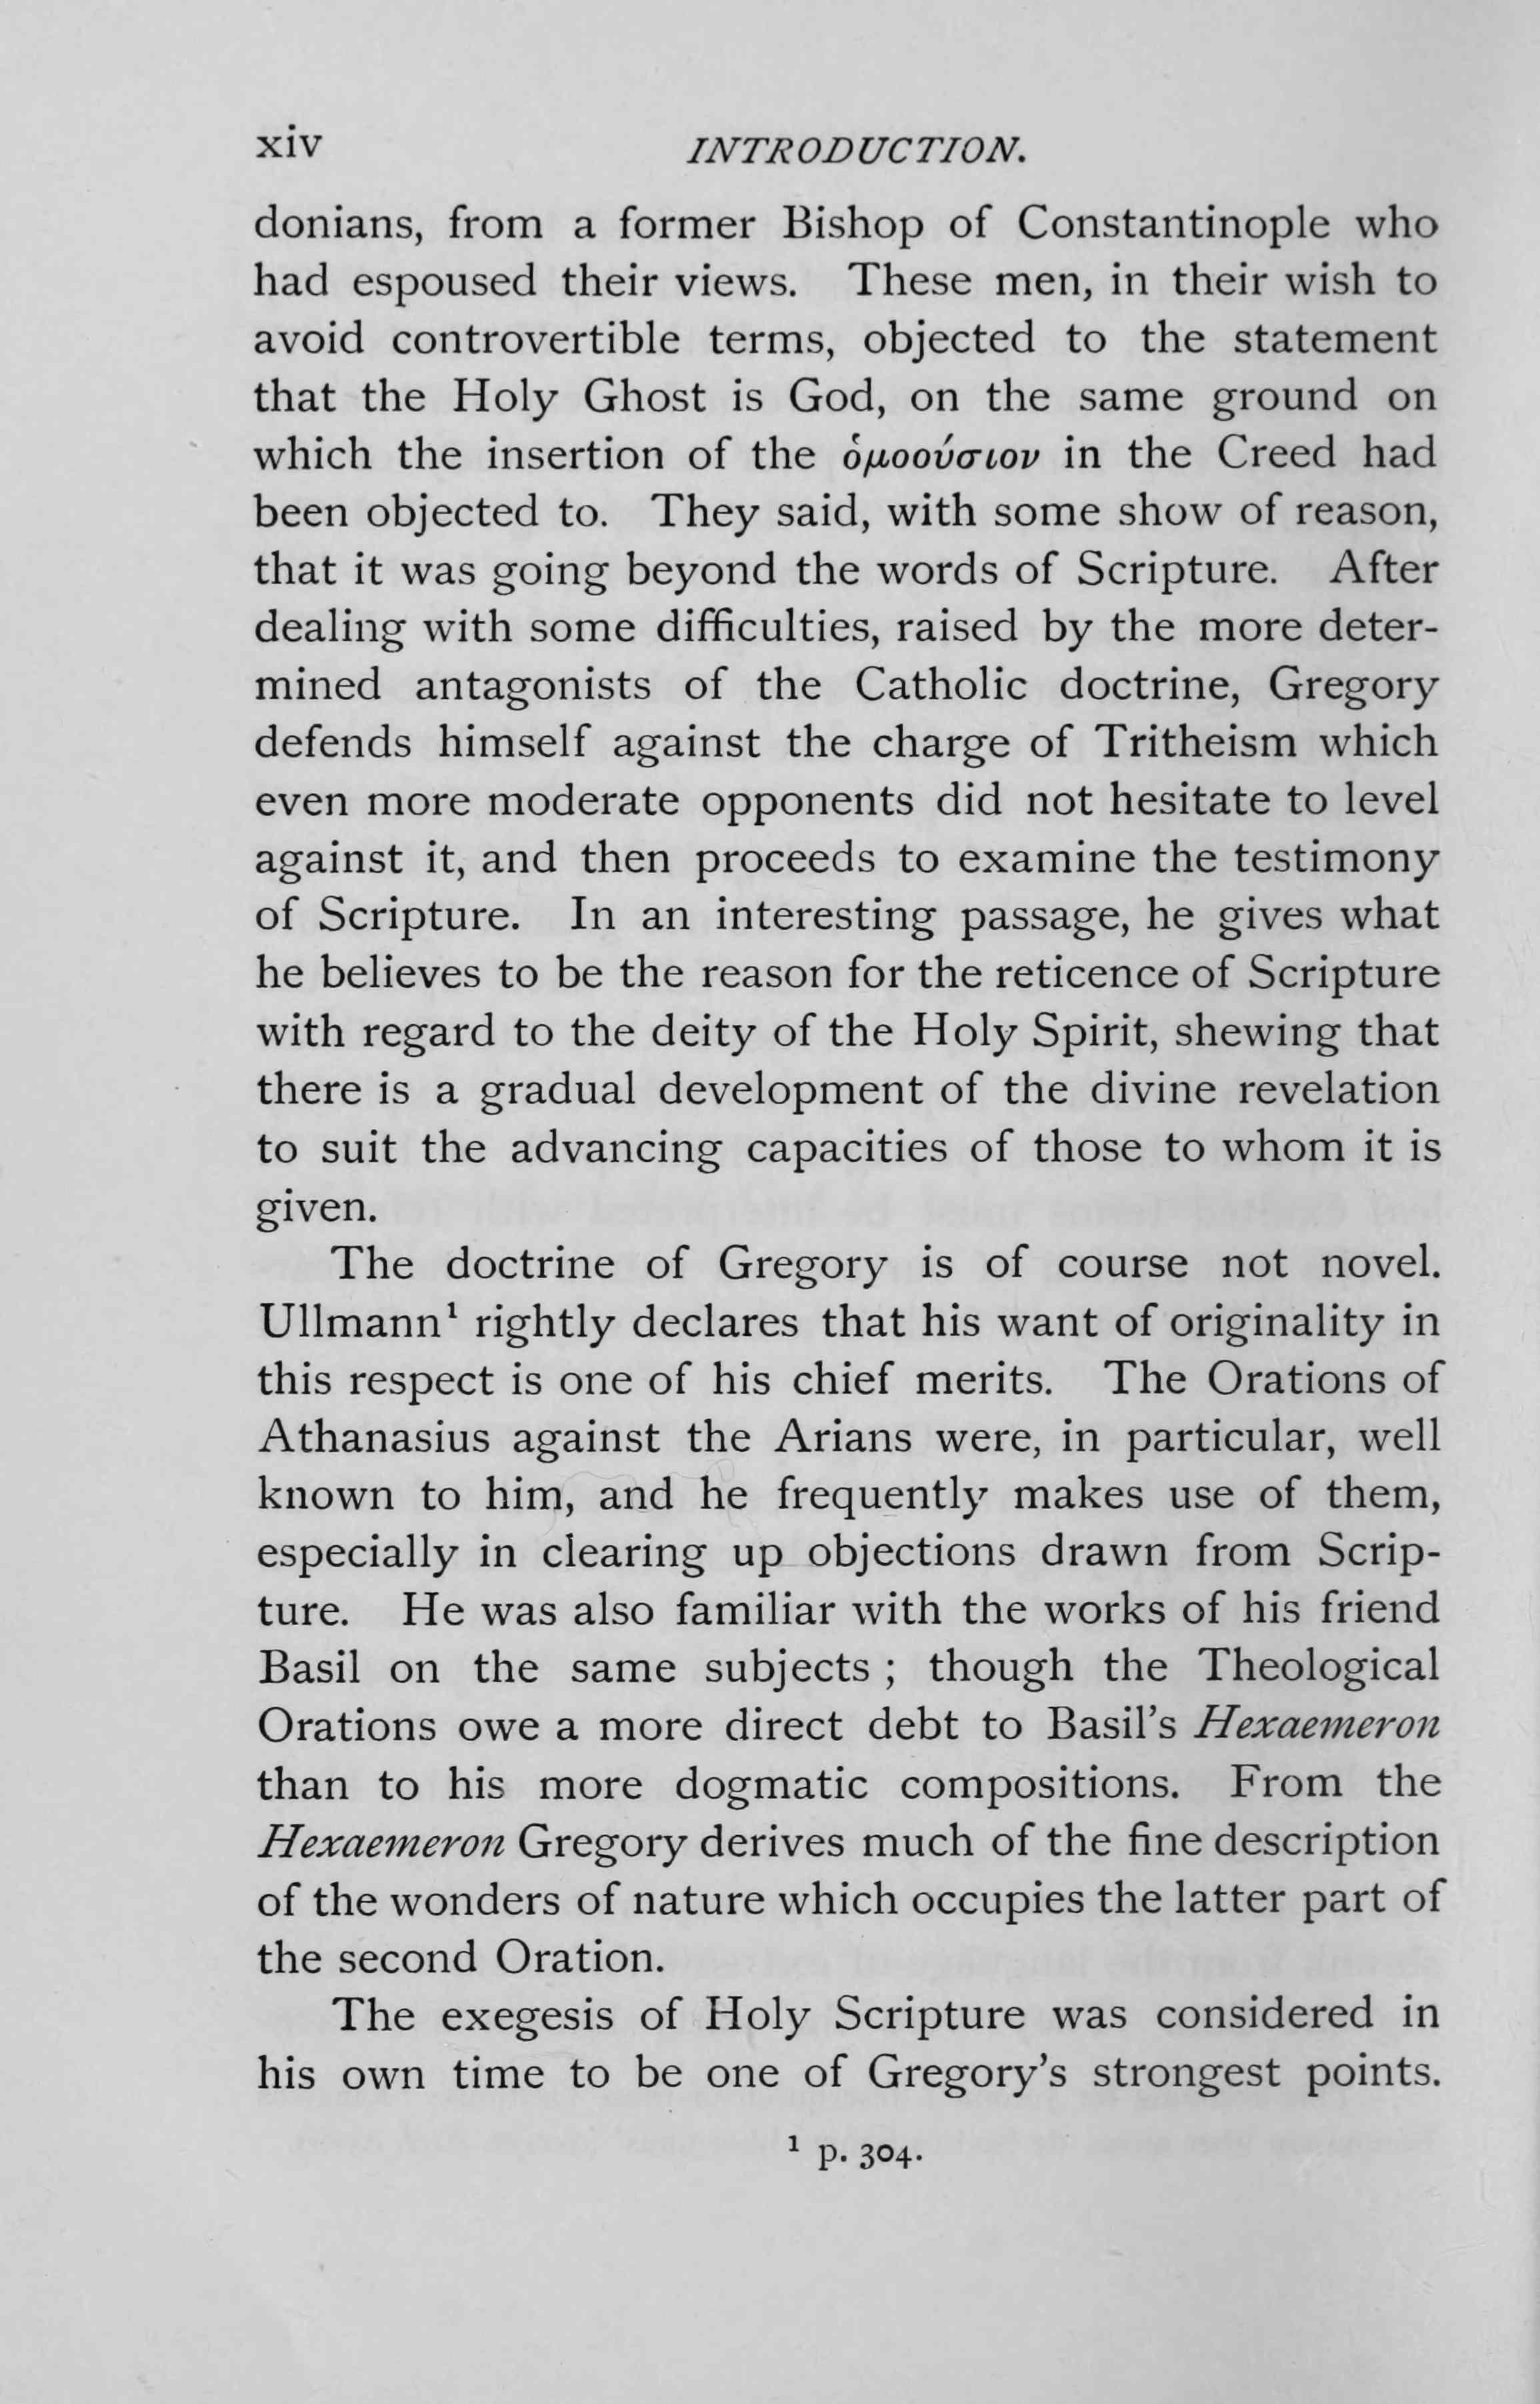 xiv INTRODUCTION.
donians, from a former Bishop of Constantinople who
had espoused their views. These men, in their wish to
avoid controvertible terms, objected to the statement
that the Holy Ghost is God, on the same ground on
which the insertion of the ὁμοούσιον in the Creed had
been objected to. They said, with some show of reason,
that it was going beyond the words of Scripture. After
dealing with some difficulties, raised by the more deter-
mined antagonists of the Catholic doctrine, Gregory
defends himself against the charge of Tritheism which
even more moderate opponents did not hesitate to level
against it, and then proceeds to examine the testimony
of Scripture. In an interesting passage, he gives what
he believes to be the reason for the reticence of Scripture
with regard to the deity of the Holy Spirit, shewing that
there is a gradual development of the divine revelation
to suit the advancing capacities of those to whom it is
given.
The doctrine of Gregory is of course not novel.
Ullmann¹ rightly declares that his want of originality in
this respect is one of his chief merits. The Orations of
Athanasius against the Arians were, in particular, well
known to him, and he frequently makes use of them,
especially in clearing up objections drawn from Scrip-
ture. He was also familiar with the works of his friend
Basil on the same subjects ; though the Theological
Orations owe a more direct debt to Basil's Hexaemeron
than to his more dogmatic compositions. From the
Hexaemeron Gregory derives much of the fine description
of the wonders of nature which occupies the latter part of
the second Oration.
The exegesis of Holy Scripture was considered in
his own time to be one of Gregory's strongest points.
¹ p. 304.